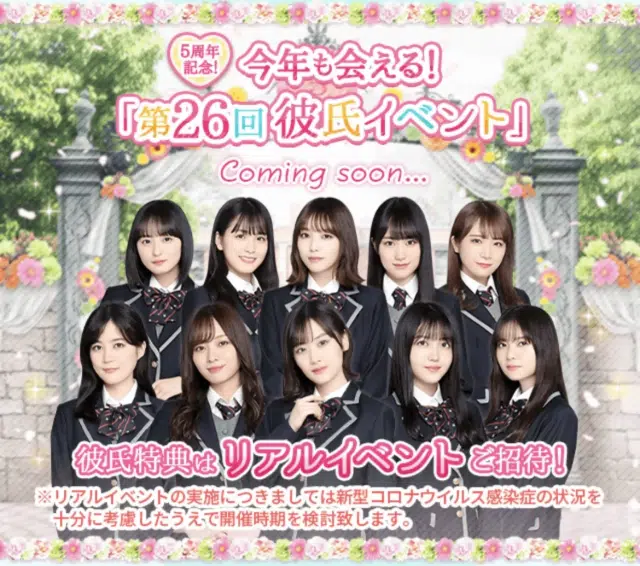 5周年
記念!
今年も会える!
「第26回 彼氏イベント」
Coming soon...
彼氏特典は リアルイベント ご招待!
※リアルイベントの実施につきましては新型コロナウイルス感染症の状況を
十分に考慮したうえで開催時期を検討致します。